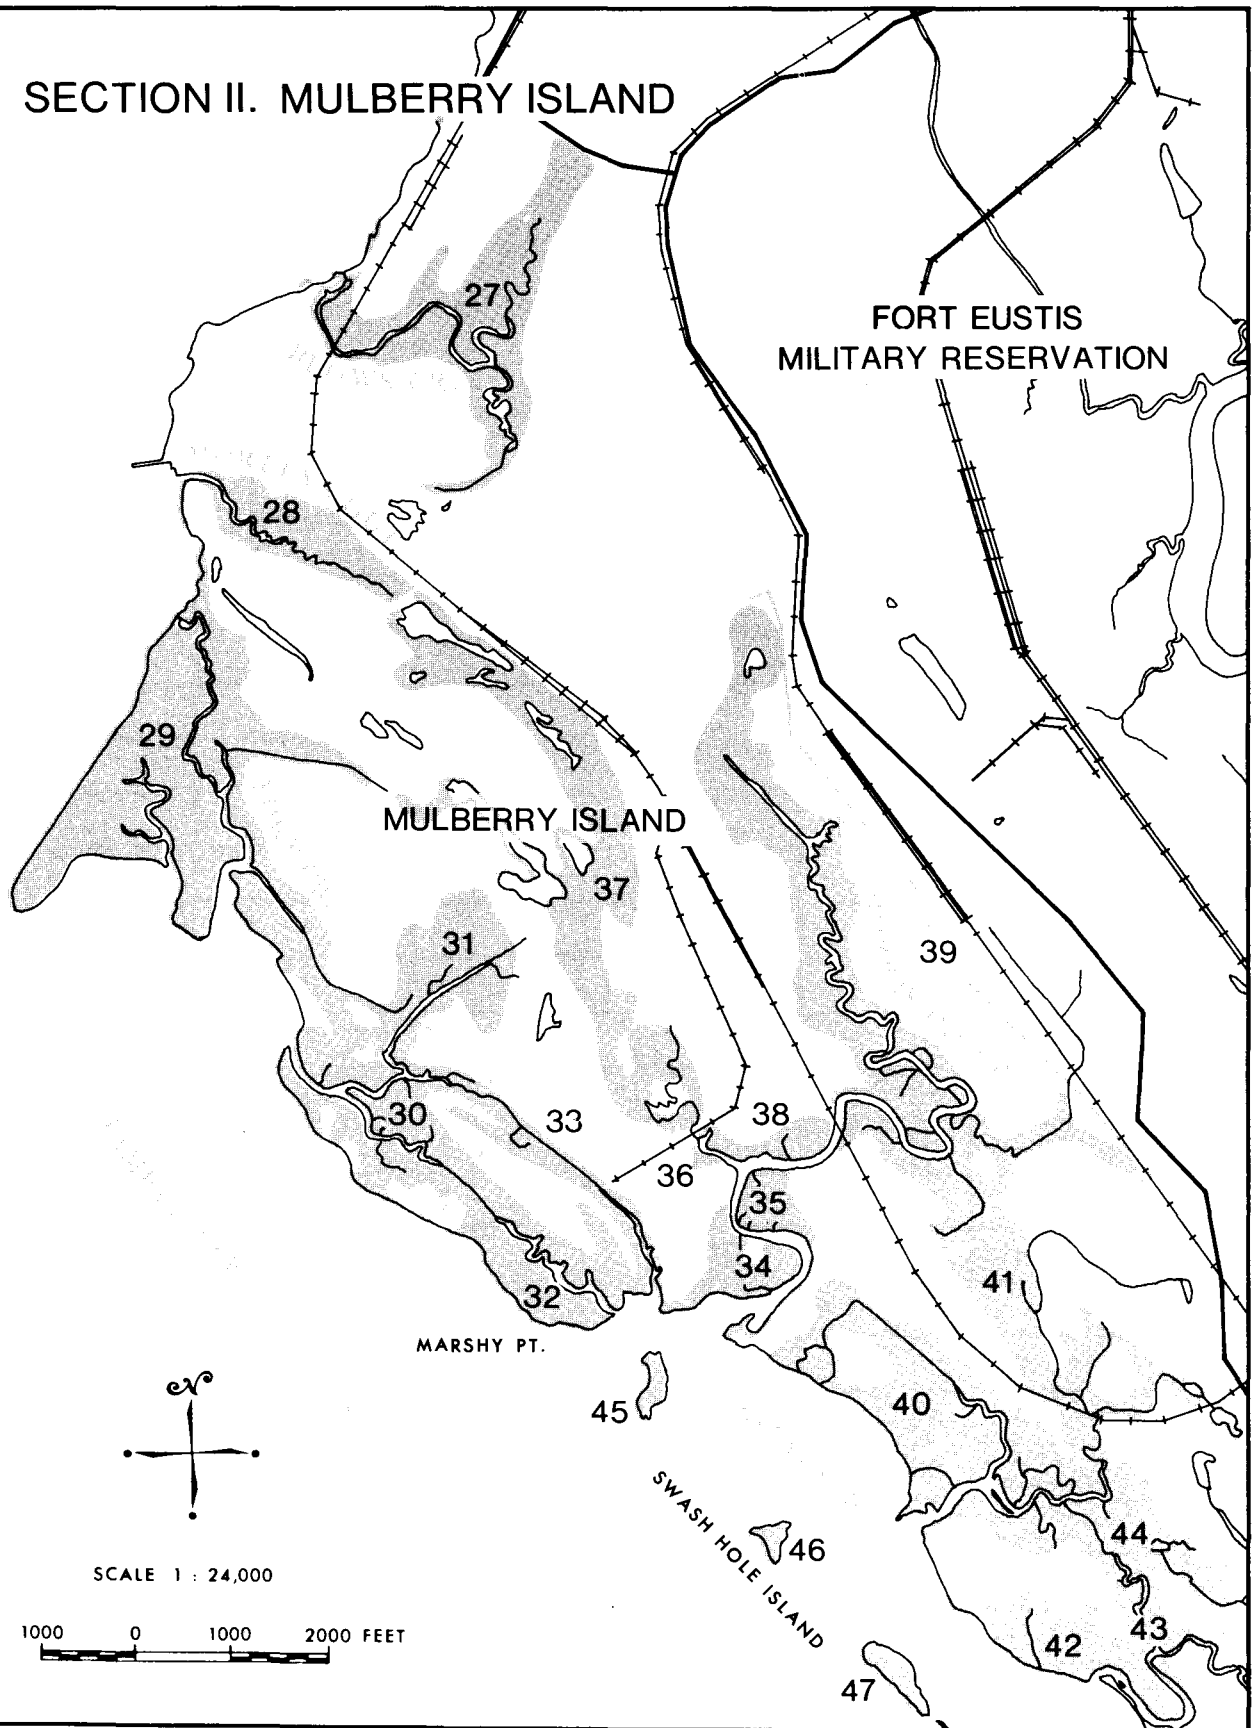 SECTION II. MULBERRY ISLAND
27
FORT EUSTIS
MILITARY RESERVATION
28
29
MULBERRY ISLAND
37
31
39
30
33
38
36
35
34
41
32
MARSHY PT.
N
45
40
SWASH HOLE ISLAND
46
44
SCALE 1 : 24,000
43
1000 0 1000 2000 FEET
42
47